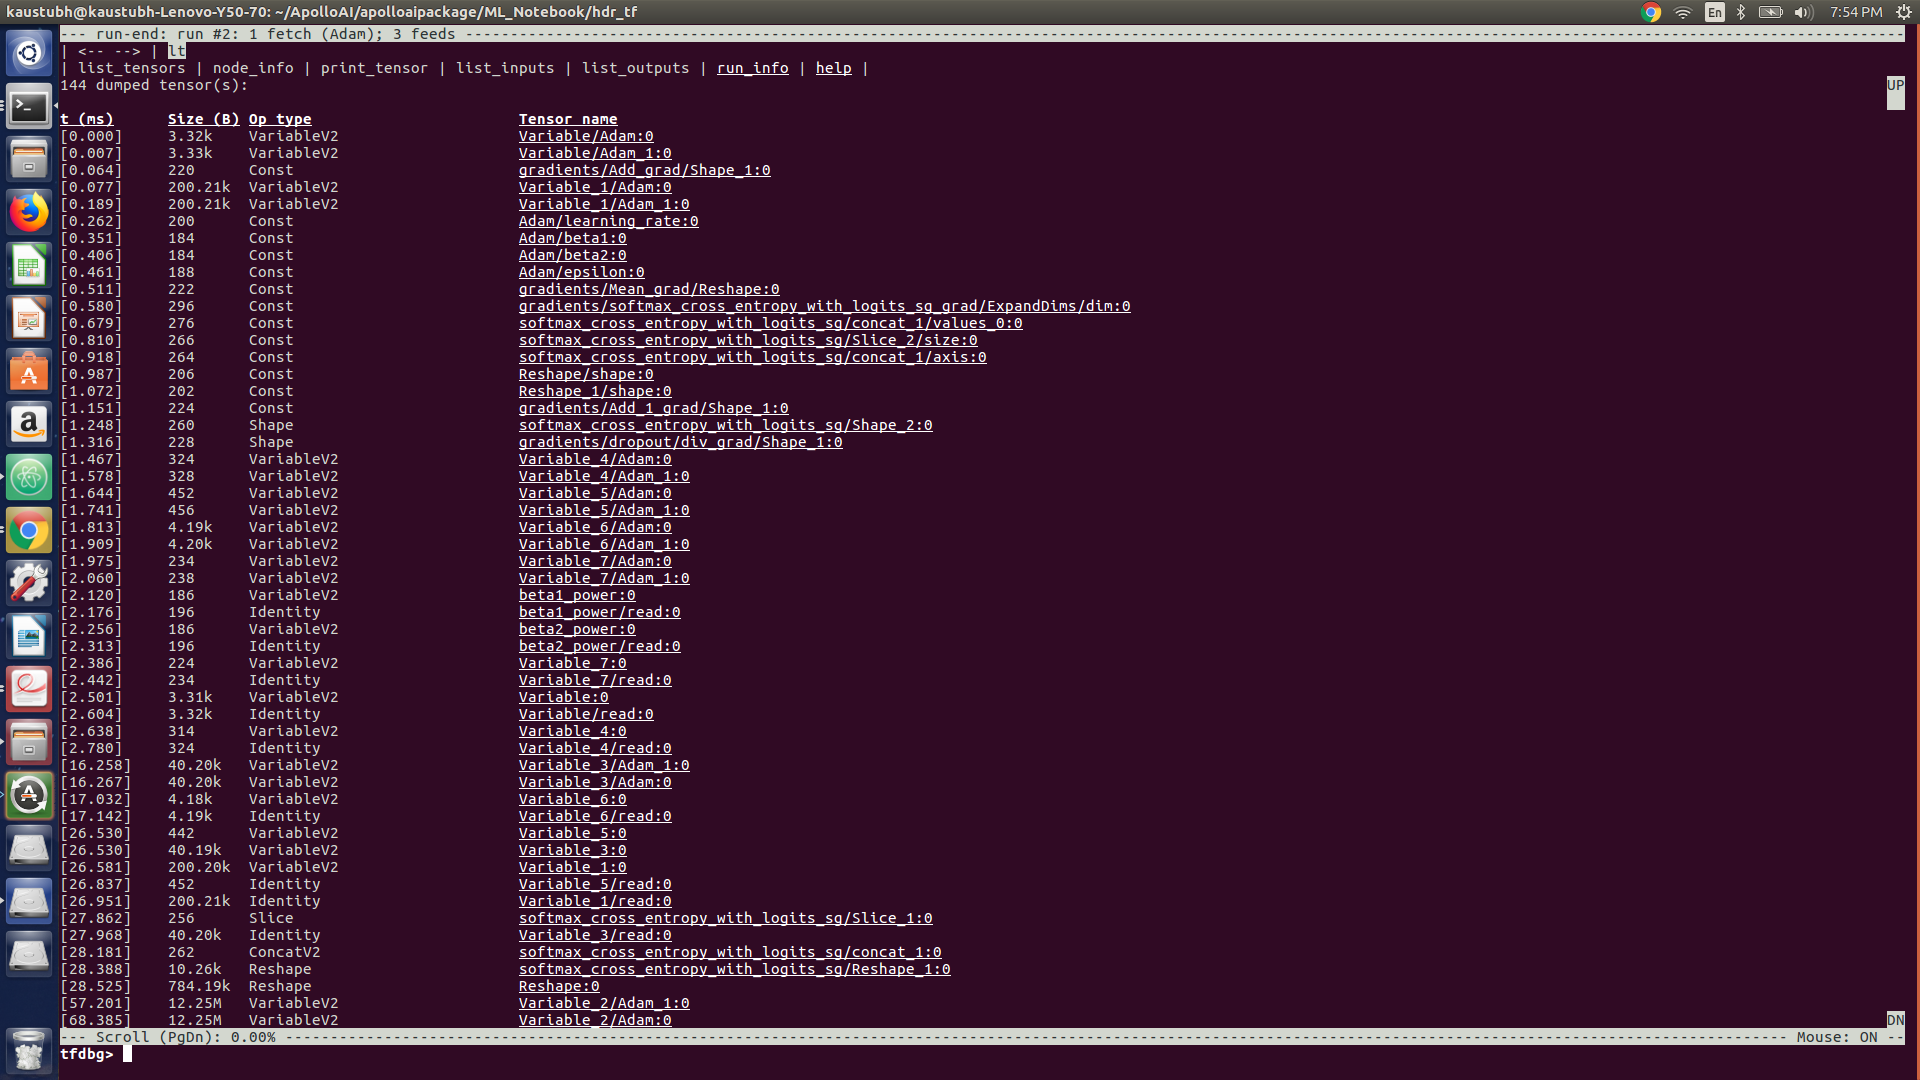 kaustubh@kaustubh-Lenovo-Y50-70: ~/ApolloAI/apolloaipackage/ML_Notebook/hdr_tf En 7:54 PM
--- run-end: run #2: 1 fetch (Adam); 3 feeds ---
| <-- --> | lt
| list_tensors | node_info | print_tensor | list_inputs | list_outputs | run_info | help |
144 dumped tensor(s): UP
t (ms) Size (B) Op type Tensor name
[0.000] 3.32k VariableV2 Variable/Adam:0
[0.007] 3.33k VariableV2 Variable/Adam_1:0
[0.064] 220 Const gradients/Add_grad/Shape_1:0
[0.077] 200.21k VariableV2 Variable_1/Adam:0
[0.189] 200.21k VariableV2 Variable_1/Adam_1:0
[0.262] 200 Const Adam/learning_rate:0
[0.351] 184 Const Adam/beta1:0
[0.406] 184 Const Adam/beta2:0
[0.461] 188 Const Adam/epsilon:0
[0.511] 222 Const gradients/Mean_grad/Reshape:0
[0.580] 296 Const gradients/softmax_cross_entropy_with_logits_sg_grad/ExpandDims/dim:0
[0.679] 276 Const softmax_cross_entropy_with_logits_sg/concat_1/values_0:0
[0.810] 266 Const softmax_cross_entropy_with_logits_sg/Slice_2/size:0
[0.918] 264 Const softmax_cross_entropy_with_logits_sg/concat_1/axis:0
[0.987] 206 Const Reshape/shape:0
[1.072] 202 Const Reshape_1/shape:0
[1.151] 224 Const gradients/Add_1_grad/Shape_1:0
[1.248] 260 Shape softmax_cross_entropy_with_logits_sg/Shape_2:0
[1.316] 228 Shape gradients/dropout/div_grad/Shape_1:0
[1.467] 324 VariableV2 Variable_4/Adam:0
[1.578] 328 VariableV2 Variable_4/Adam_1:0
[1.644] 452 VariableV2 Variable_5/Adam:0
[1.741] 456 VariableV2 Variable_5/Adam_1:0
[1.813] 4.19k VariableV2 Variable_6/Adam:0
[1.909] 4.20k VariableV2 Variable_6/Adam_1:0
[1.975] 234 VariableV2 Variable_7/Adam:0
[2.060] 238 VariableV2 Variable_7/Adam_1:0
[2.120] 186 VariableV2 beta1_power:0
[2.176] 196 Identity beta1_power/read:0
[2.256] 186 VariableV2 beta2_power:0
[2.313] 196 Identity beta2_power/read:0
[2.386] 224 VariableV2 Variable_7:0
[2.442] 234 Identity Variable_7/read:0
[2.501] 3.31k VariableV2 Variable:0
[2.604] 3.32k Identity Variable/read:0
[2.638] 314 VariableV2 Variable_4:0
[2.780] 324 Identity Variable_4/read:0
[16.258] 40.20k VariableV2 Variable_3/Adam_1:0
[16.267] 40.20k VariableV2 Variable_3/Adam:0
[17.032] 4.18k VariableV2 Variable_6:0
[17.142] 4.19k Identity Variable_6/read:0
[26.530] 442 VariableV2 Variable_5:0
[26.530] 40.19k VariableV2 Variable_3:0
[26.581] 200.20k VariableV2 Variable_1:0
[26.837] 452 Identity Variable_5/read:0
[26.951] 200.21k Identity Variable_1/read:0
[27.862] 256 Slice softmax_cross_entropy_with_logits_sg/Slice_1:0
[27.968] 40.20k Identity Variable_3/read:0
[28.181] 262 ConcatV2 softmax_cross_entropy_with_logits_sg/concat_1:0
[28.388] 10.26k Reshape softmax_cross_entropy_with_logits_sg/Reshape_1:0
[28.525] 784.19k Reshape Reshape:0
[57.201] 12.25M VariableV2 Variable_2/Adam_1:0
[68.385] 12.25M VariableV2 Variable_2/Adam:0 DN
--- Scroll (PgDn): 0.00% --- Mouse: ON --
tfdbg>